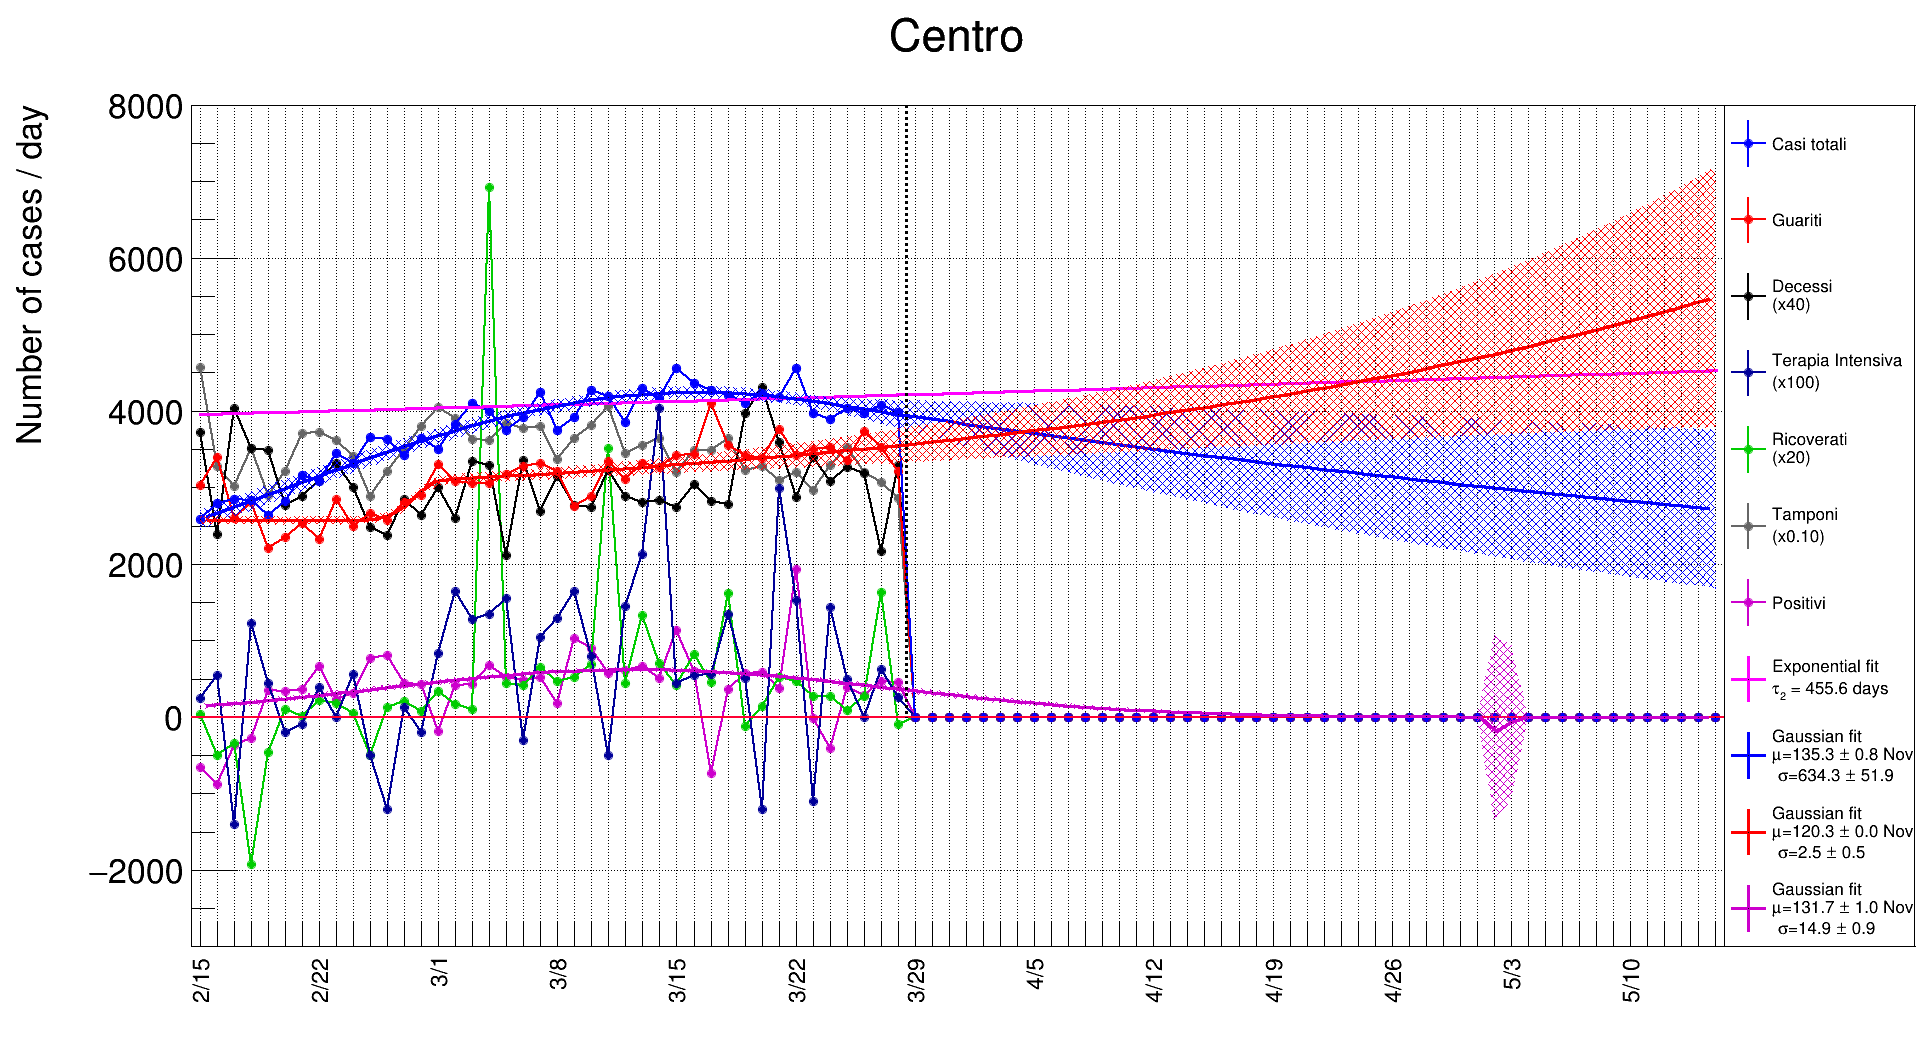 Centro
Number of cases / day
8000
6000
4000
2000
0
−2000
2/15
2/22
3/1
3/8
3/15
3/22
3/29
4/5
4/12
4/19
4/26
5/3
5/10
Casi totali
Guariti
Decessi
(x40)
Terapia Intensiva
(x100)
Ricoverati
(x20)
Tamponi
(x0.10)
Positivi
Exponential fit
τ2 = 455.6 days
Gaussian fit
μ=135.3 ± 0.8 Nov
σ=634.3 ± 51.9
Gaussian fit
μ=120.3 ± 0.0 Nov
σ=2.5 ± 0.5
Gaussian fit
μ=131.7 ± 1.0 Nov
σ=14.9 ± 0.9